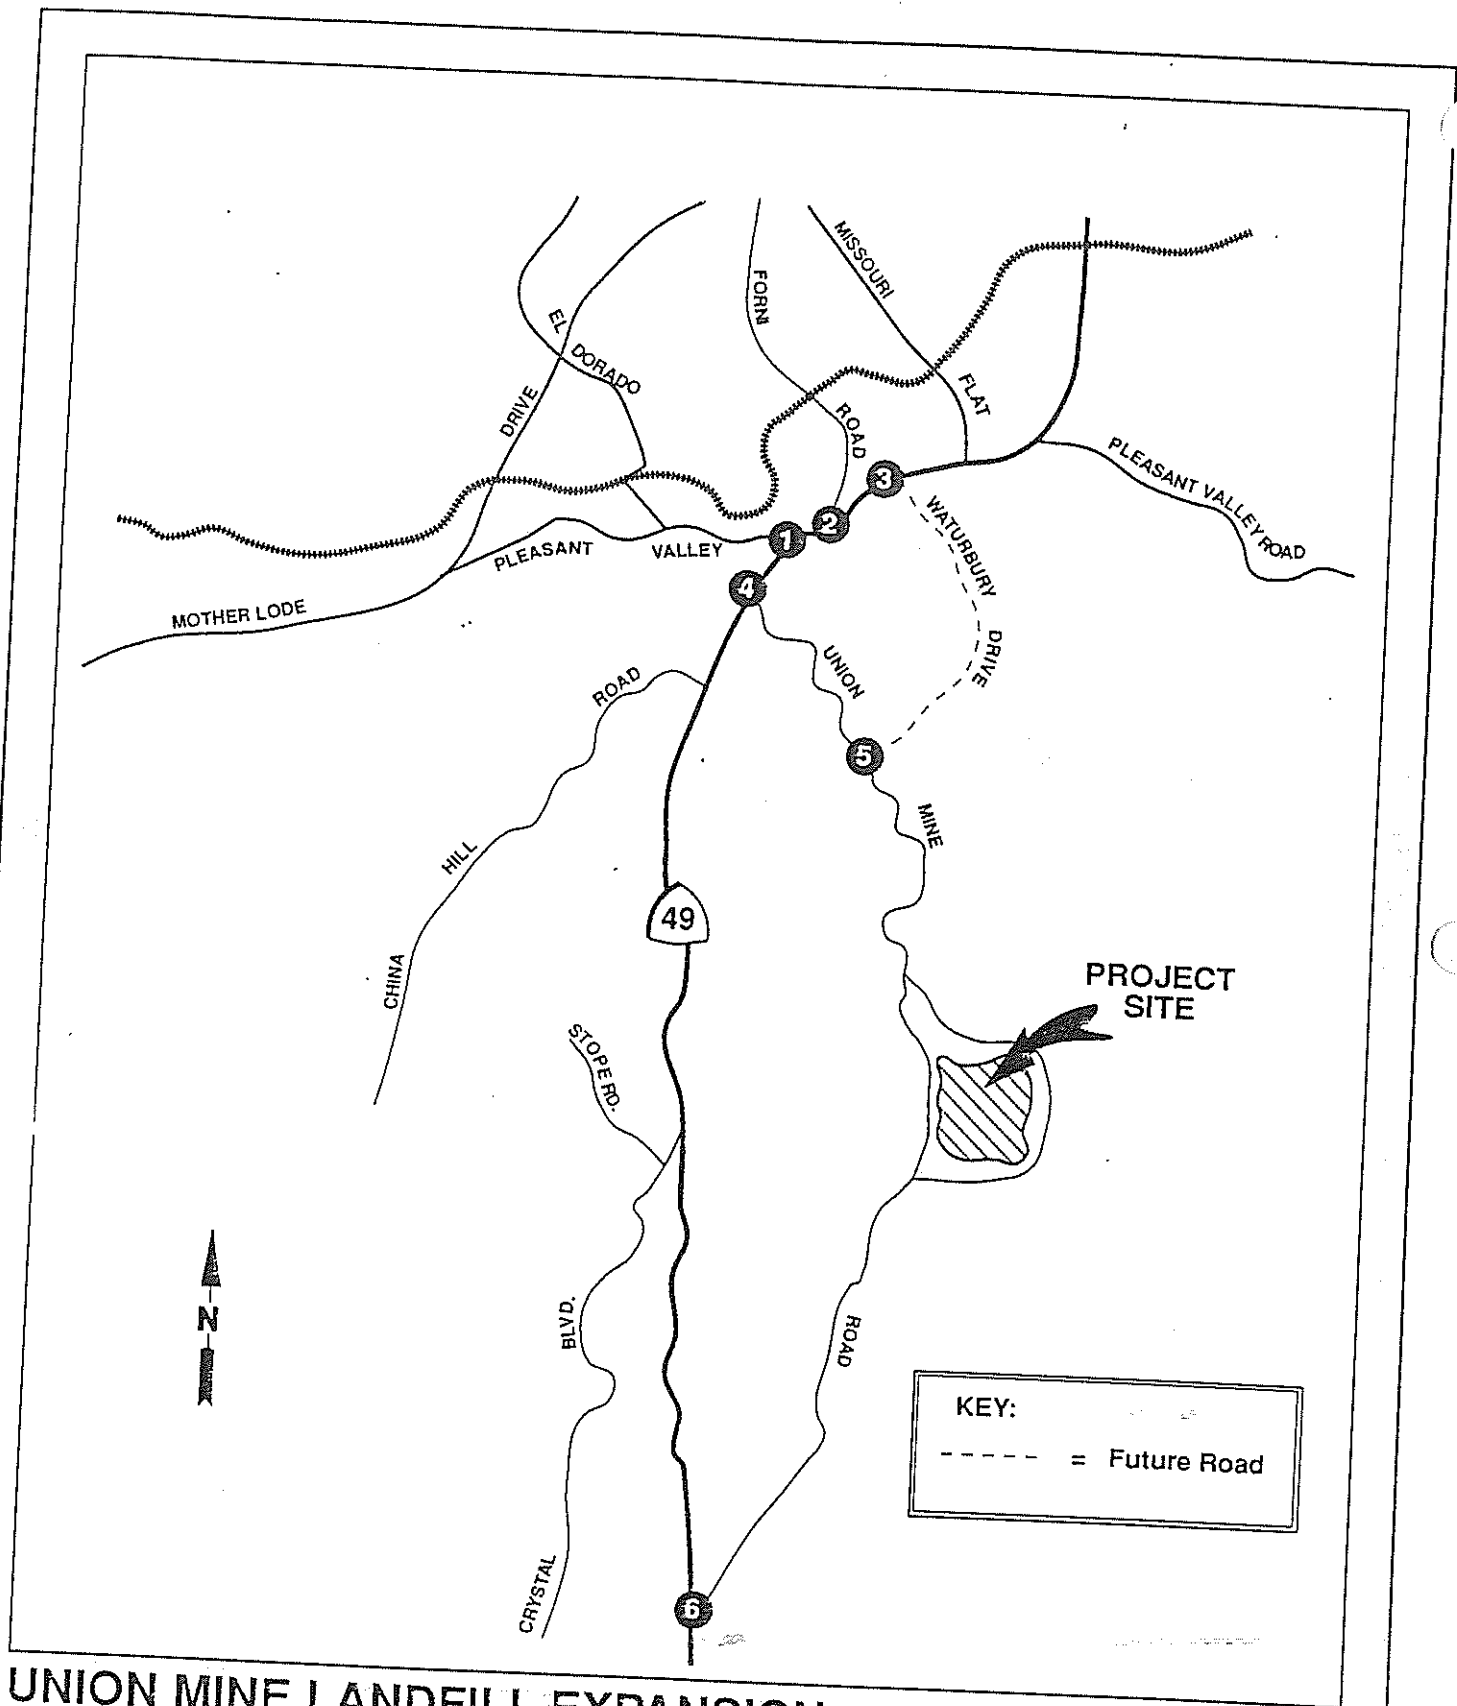 MISSOURI
FORNI
EL
DORADO
DRIVE
ROAD
FLAT
PLEASANT VALLEY ROAD
3
WATURBURY
2
1
PLEASANT
VALLEY
4
MOTHER LODE
DRIVE
UNION
ROAD
5
MINE
HILL
49
CHINA
PROJECT
SITE
STOPE RD.
N
BLVD.
ROAD
KEY:
----- = Future Road
CRYSTAL
6
UNION MINE LANDFILL EXPANSION